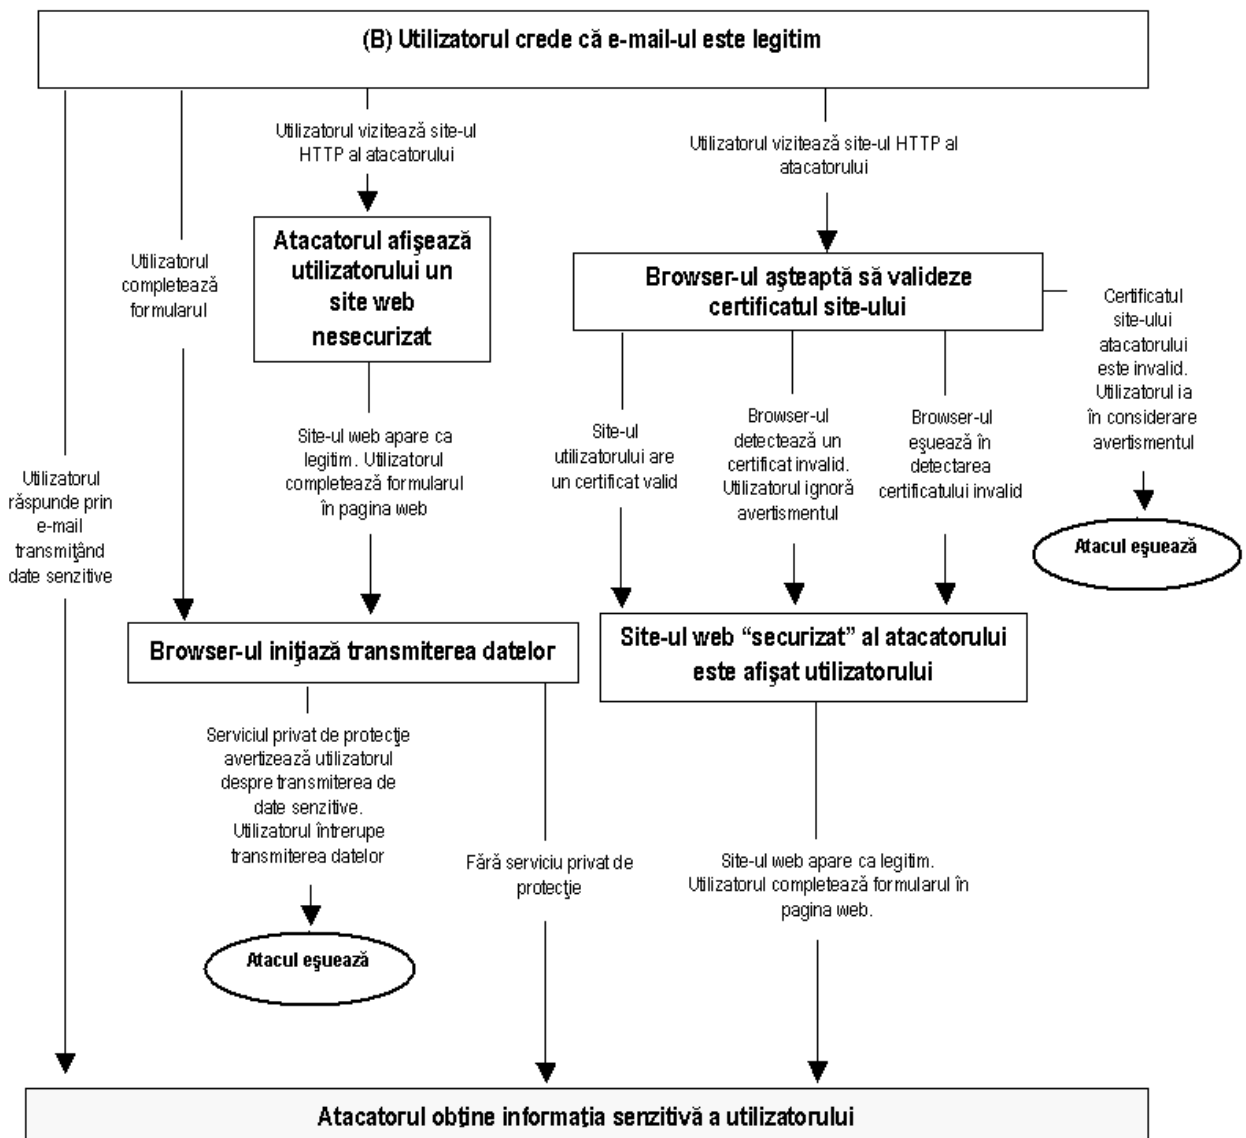 (B) Utilizatorul crede că e-mail-ul este legitim
Utilizatorul vizitează site-ul
HTTP al atacatorului
Utilizatorul vizitează site-ul HTTP al
atacatorului
Atacatorul afişează
utilizatorului un
site web
nesecurizat
Utilizatorul
completează
formularul
Browser-ul aşteaptă să valideze
certificatul site-ului
Certificatul
site-ului
atacatorului
este invalid.
Utilizatorul ia
în considerare
avertismentul
Site-ul web apare ca
legitim. Utilizatorul
completează formularul
în pagina web
Site-ul
utilizatorului are
un certificat valid
Browser-ul
detectează un
certificat invalid.
Utilizatorul ignoră
avertismentul
Browser-ul
eşuează în
detectarea
certificatului invalid
Utilizatorul
răspunde prin
e-mail
transmiţând
date senzitive
Atacul eşuează
Browser-ul iniţiază transmiterea datelor
Site-ul web “securizat” al atacatorului
este afişat utilizatorului
Serviciul privat de protecţie
avertizează utilizatorul
despre transmiterea de
date senzitive.
Utilizatorul întrerupe
transmiterea datelor
Fără serviciu privat de
protecţie
Site-ul web apare ca legitim.
Utilizatorul completează formularul în
pagina web.
Atacul eşuează
Atacatorul obţine informaţia senzitivă a utilizatorului